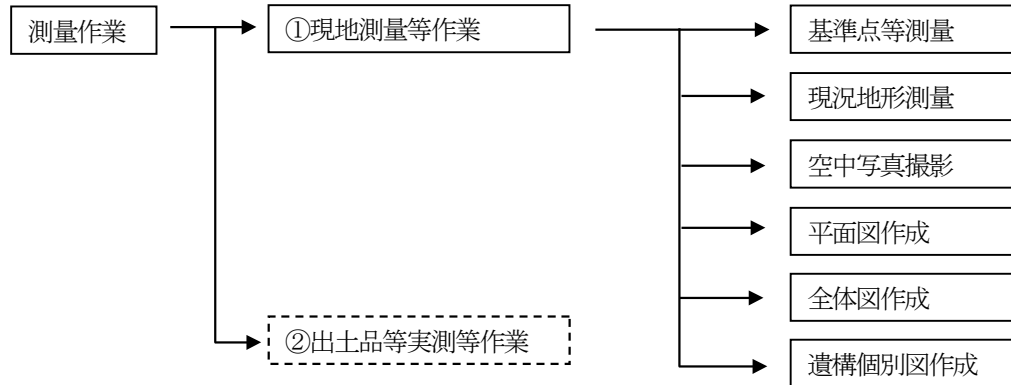 測量作業
①現地測量等作業
基準点等測量
現況地形測量
空中写真撮影
平面図作成
全体図作成
②出土品等実測等作業
遺構個別図作成